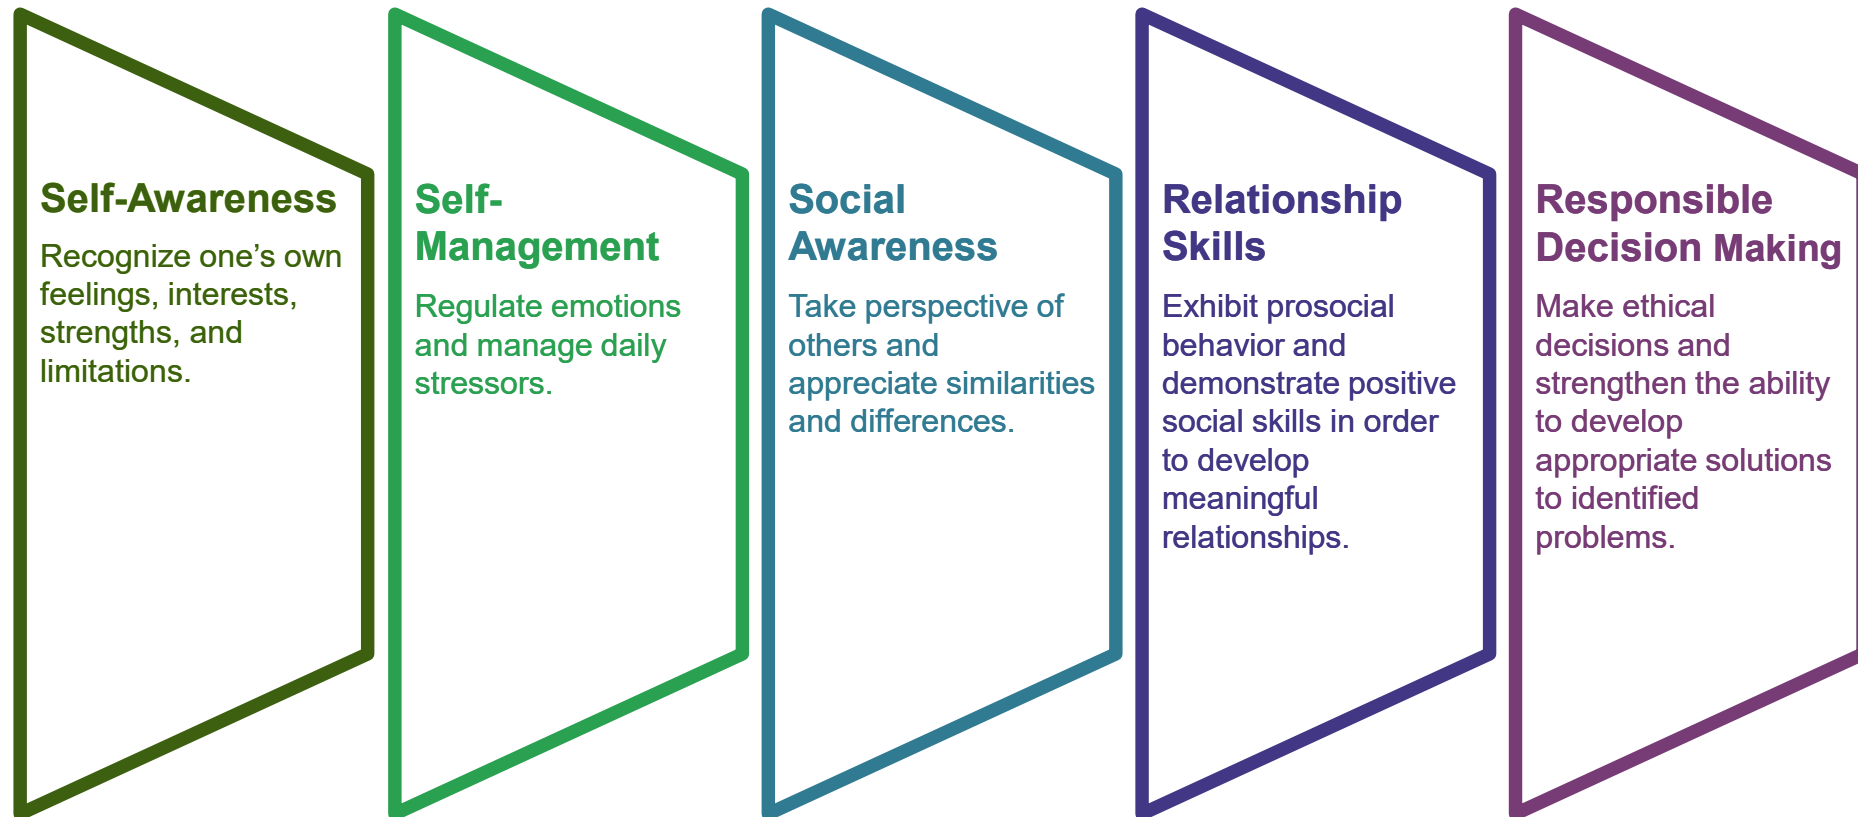 Self-Awareness
Recognize one’s own
feelings, interests,
strengths, and
limitations.
Self-
Management
Regulate emotions
and manage daily
stressors.
Social
Awareness
Take perspective of
others and
appreciate similarities
and differences.
Relationship
Skills
Exhibit prosocial
behavior and
demonstrate positive
social skills in order
to develop
meaningful
relationships.
Responsible
Decision Making
Make ethical
decisions and
strengthen the ability
to develop
appropriate solutions
to identified
problems.